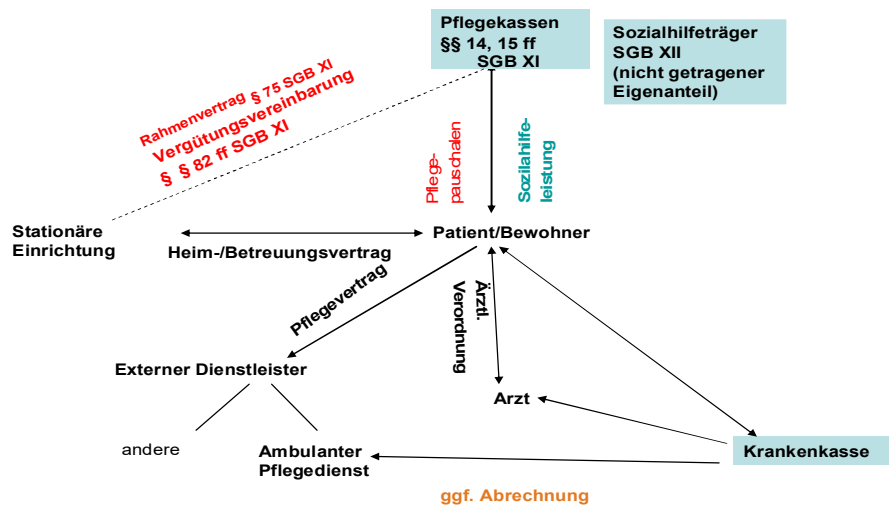 Pflegekassen
§§ 14, 15 ff
SGB XI
Sozialhilfeträger
SGB XII
(nicht getragener
Eigenanteil)
Rahmenvertrag § 75 SGB XI
Vergütungsvereinbarung
§ § 82 ff SGB XI
Pflege-
pauschalen
Sozilahilfe-
leistung
Stationäre
Einrichtung
Heim-/Betreuungsvertrag
Patient/Bewohner
Pflegevertrag
Ärztl.
Verordnung
Externer Dienstleister
Arzt
andere
Ambulanter
Pflegedienst
Krankenkasse
ggf. Abrechnung